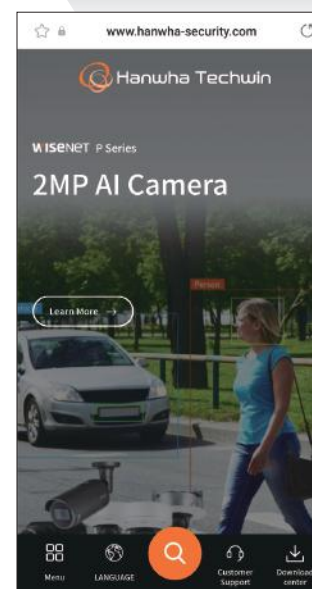 www.hanwha-security.com
Hanwha Techwin
WISENET P Series
2MP AI Camera
Person
Learn More →
Menu
LANGUAGE
Customer
Support
Download
center